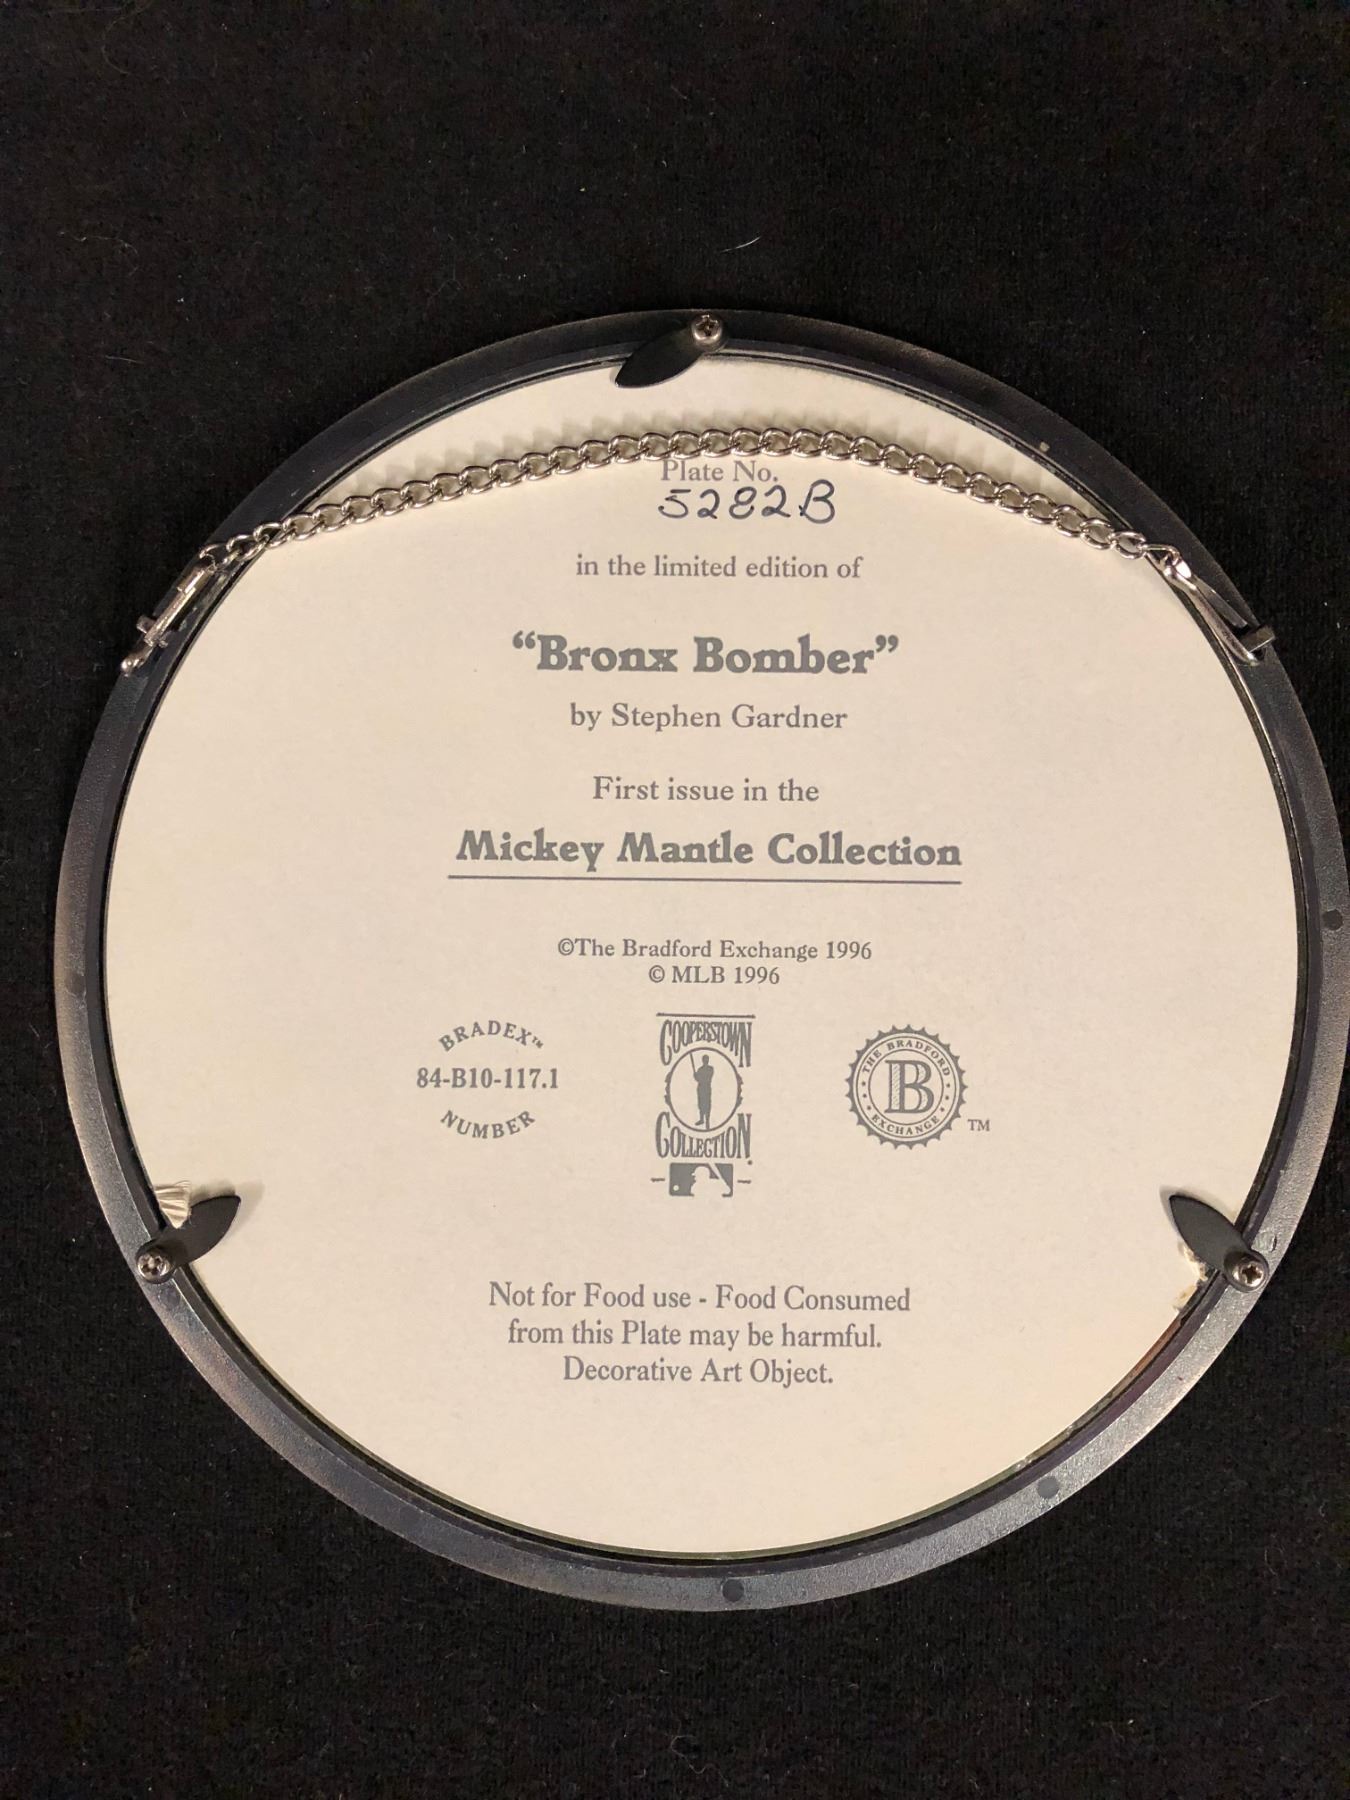 Plate No.
5282B
in the limited edition of
“Bronx Bomber”
by Stephen Gardner
First issue in the
Mickey Mantle Collection
©The Bradford Exchange 1996
© MLB 1996
BRADEX™
84-B10-117.1
NUMBER
COOPERSTOWN
COLLECTION
THE BRADFORD
B
EXCHANGE
TM
Not for Food use - Food Consumed
from this Plate may be harmful.
Decorative Art Object.